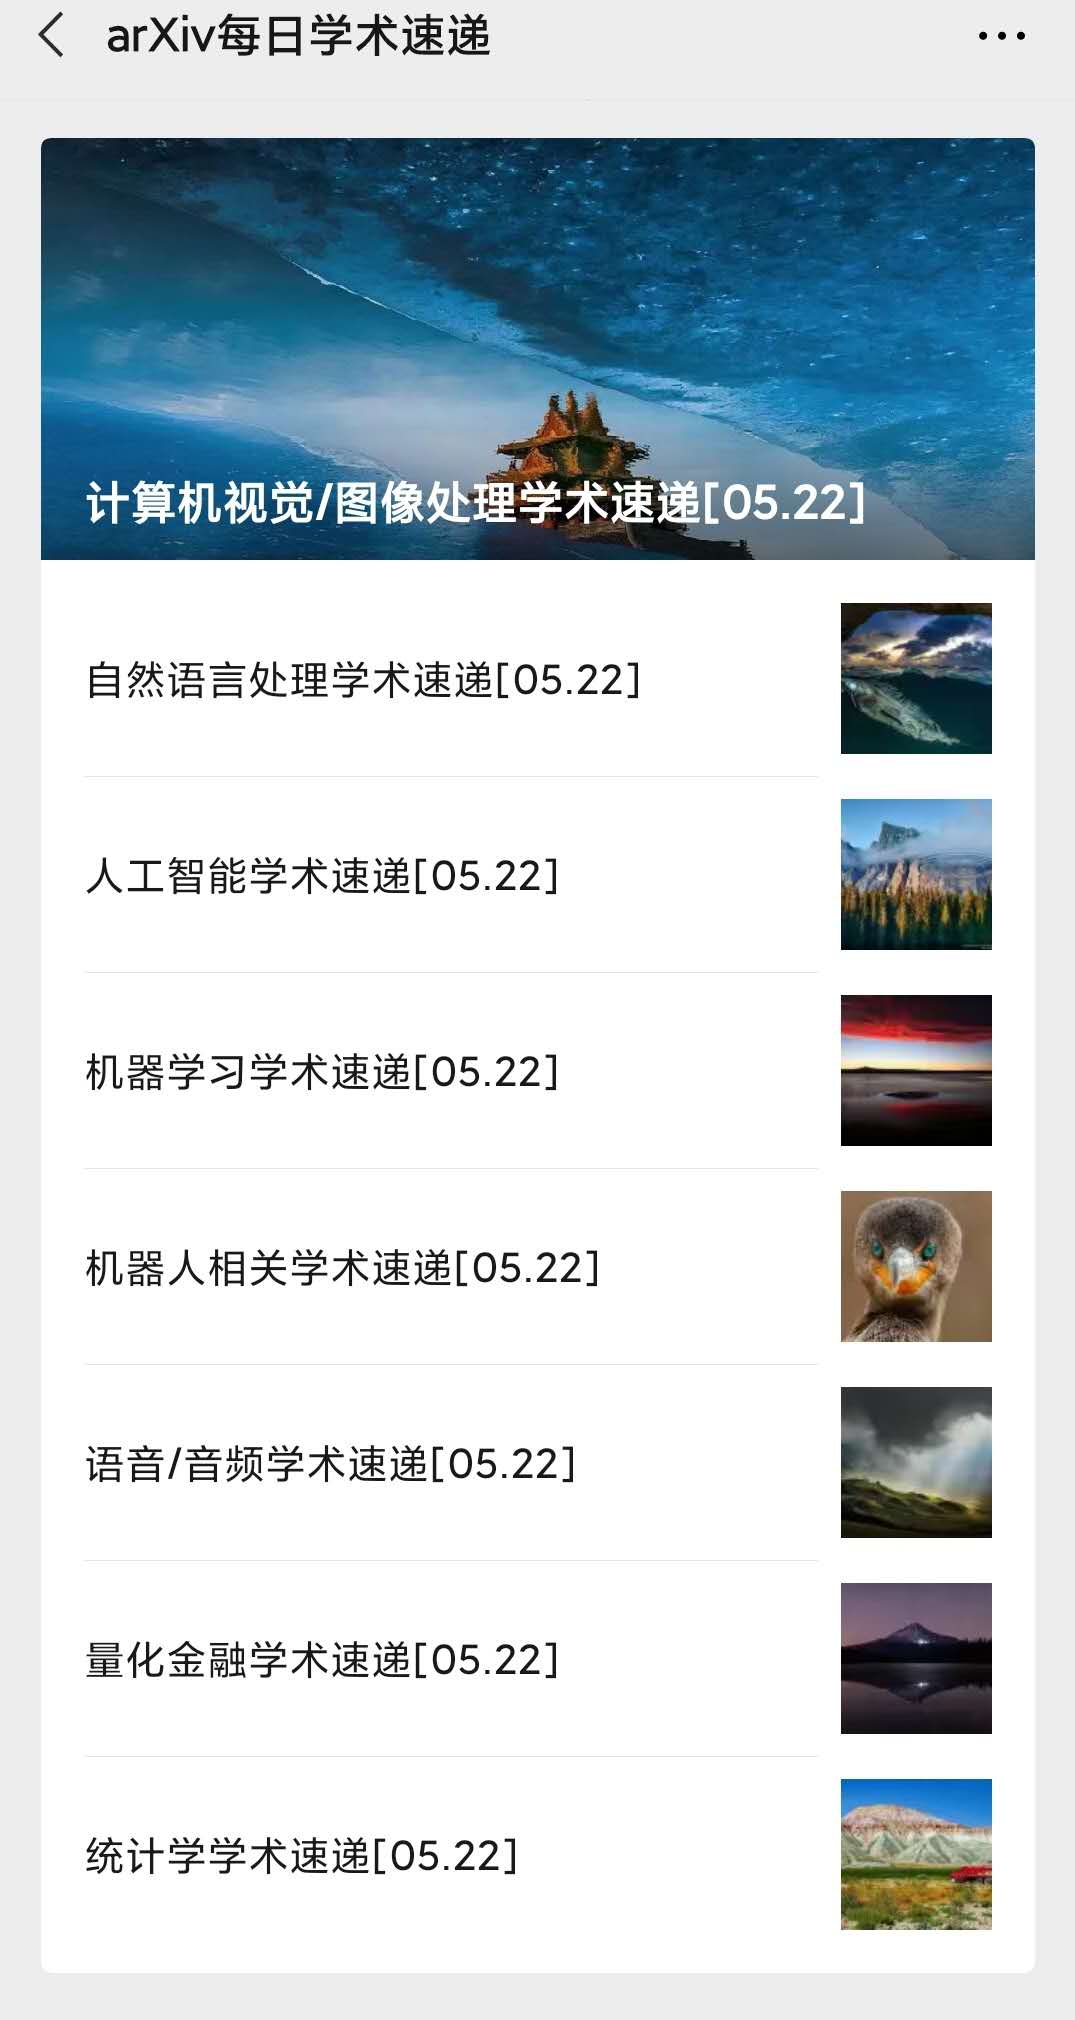 arXiv每日学术速递
计算机视觉/图像处理学术速递[05.22]
自然语言处理学术速递[05.22]
人工智能学术速递[05.22]
机器学习学术速递[05.22]
机器人相关学术速递[05.22]
语音/音频学术速递[05.22]
量化金融学术速递[05.22]
统计学学术速递[05.22]